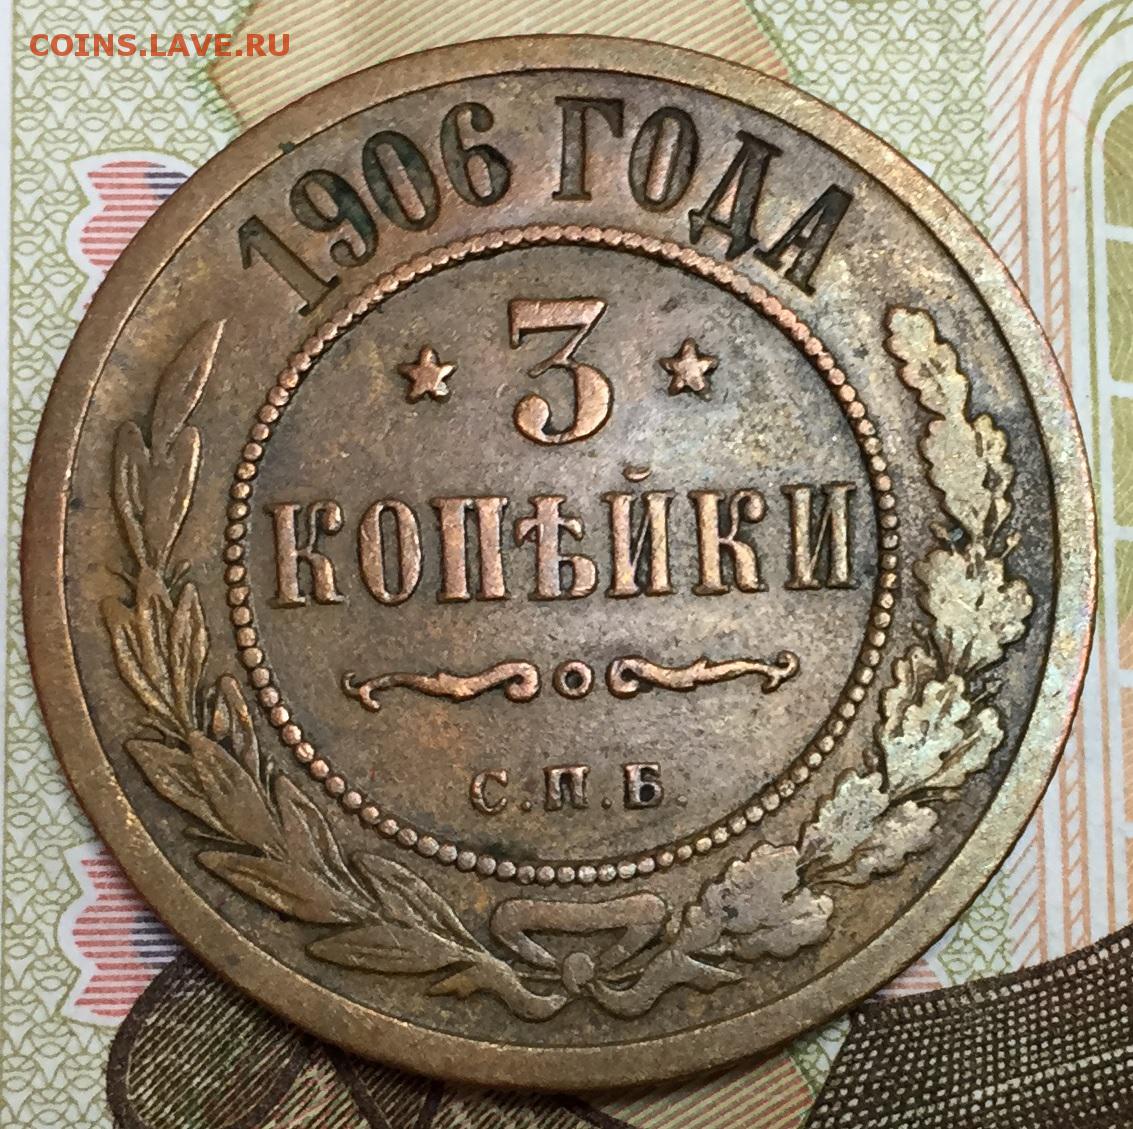 COINS.LAVE.RU
1906 ГОДА
3
КОПѢЙКИ
С.П.Б.